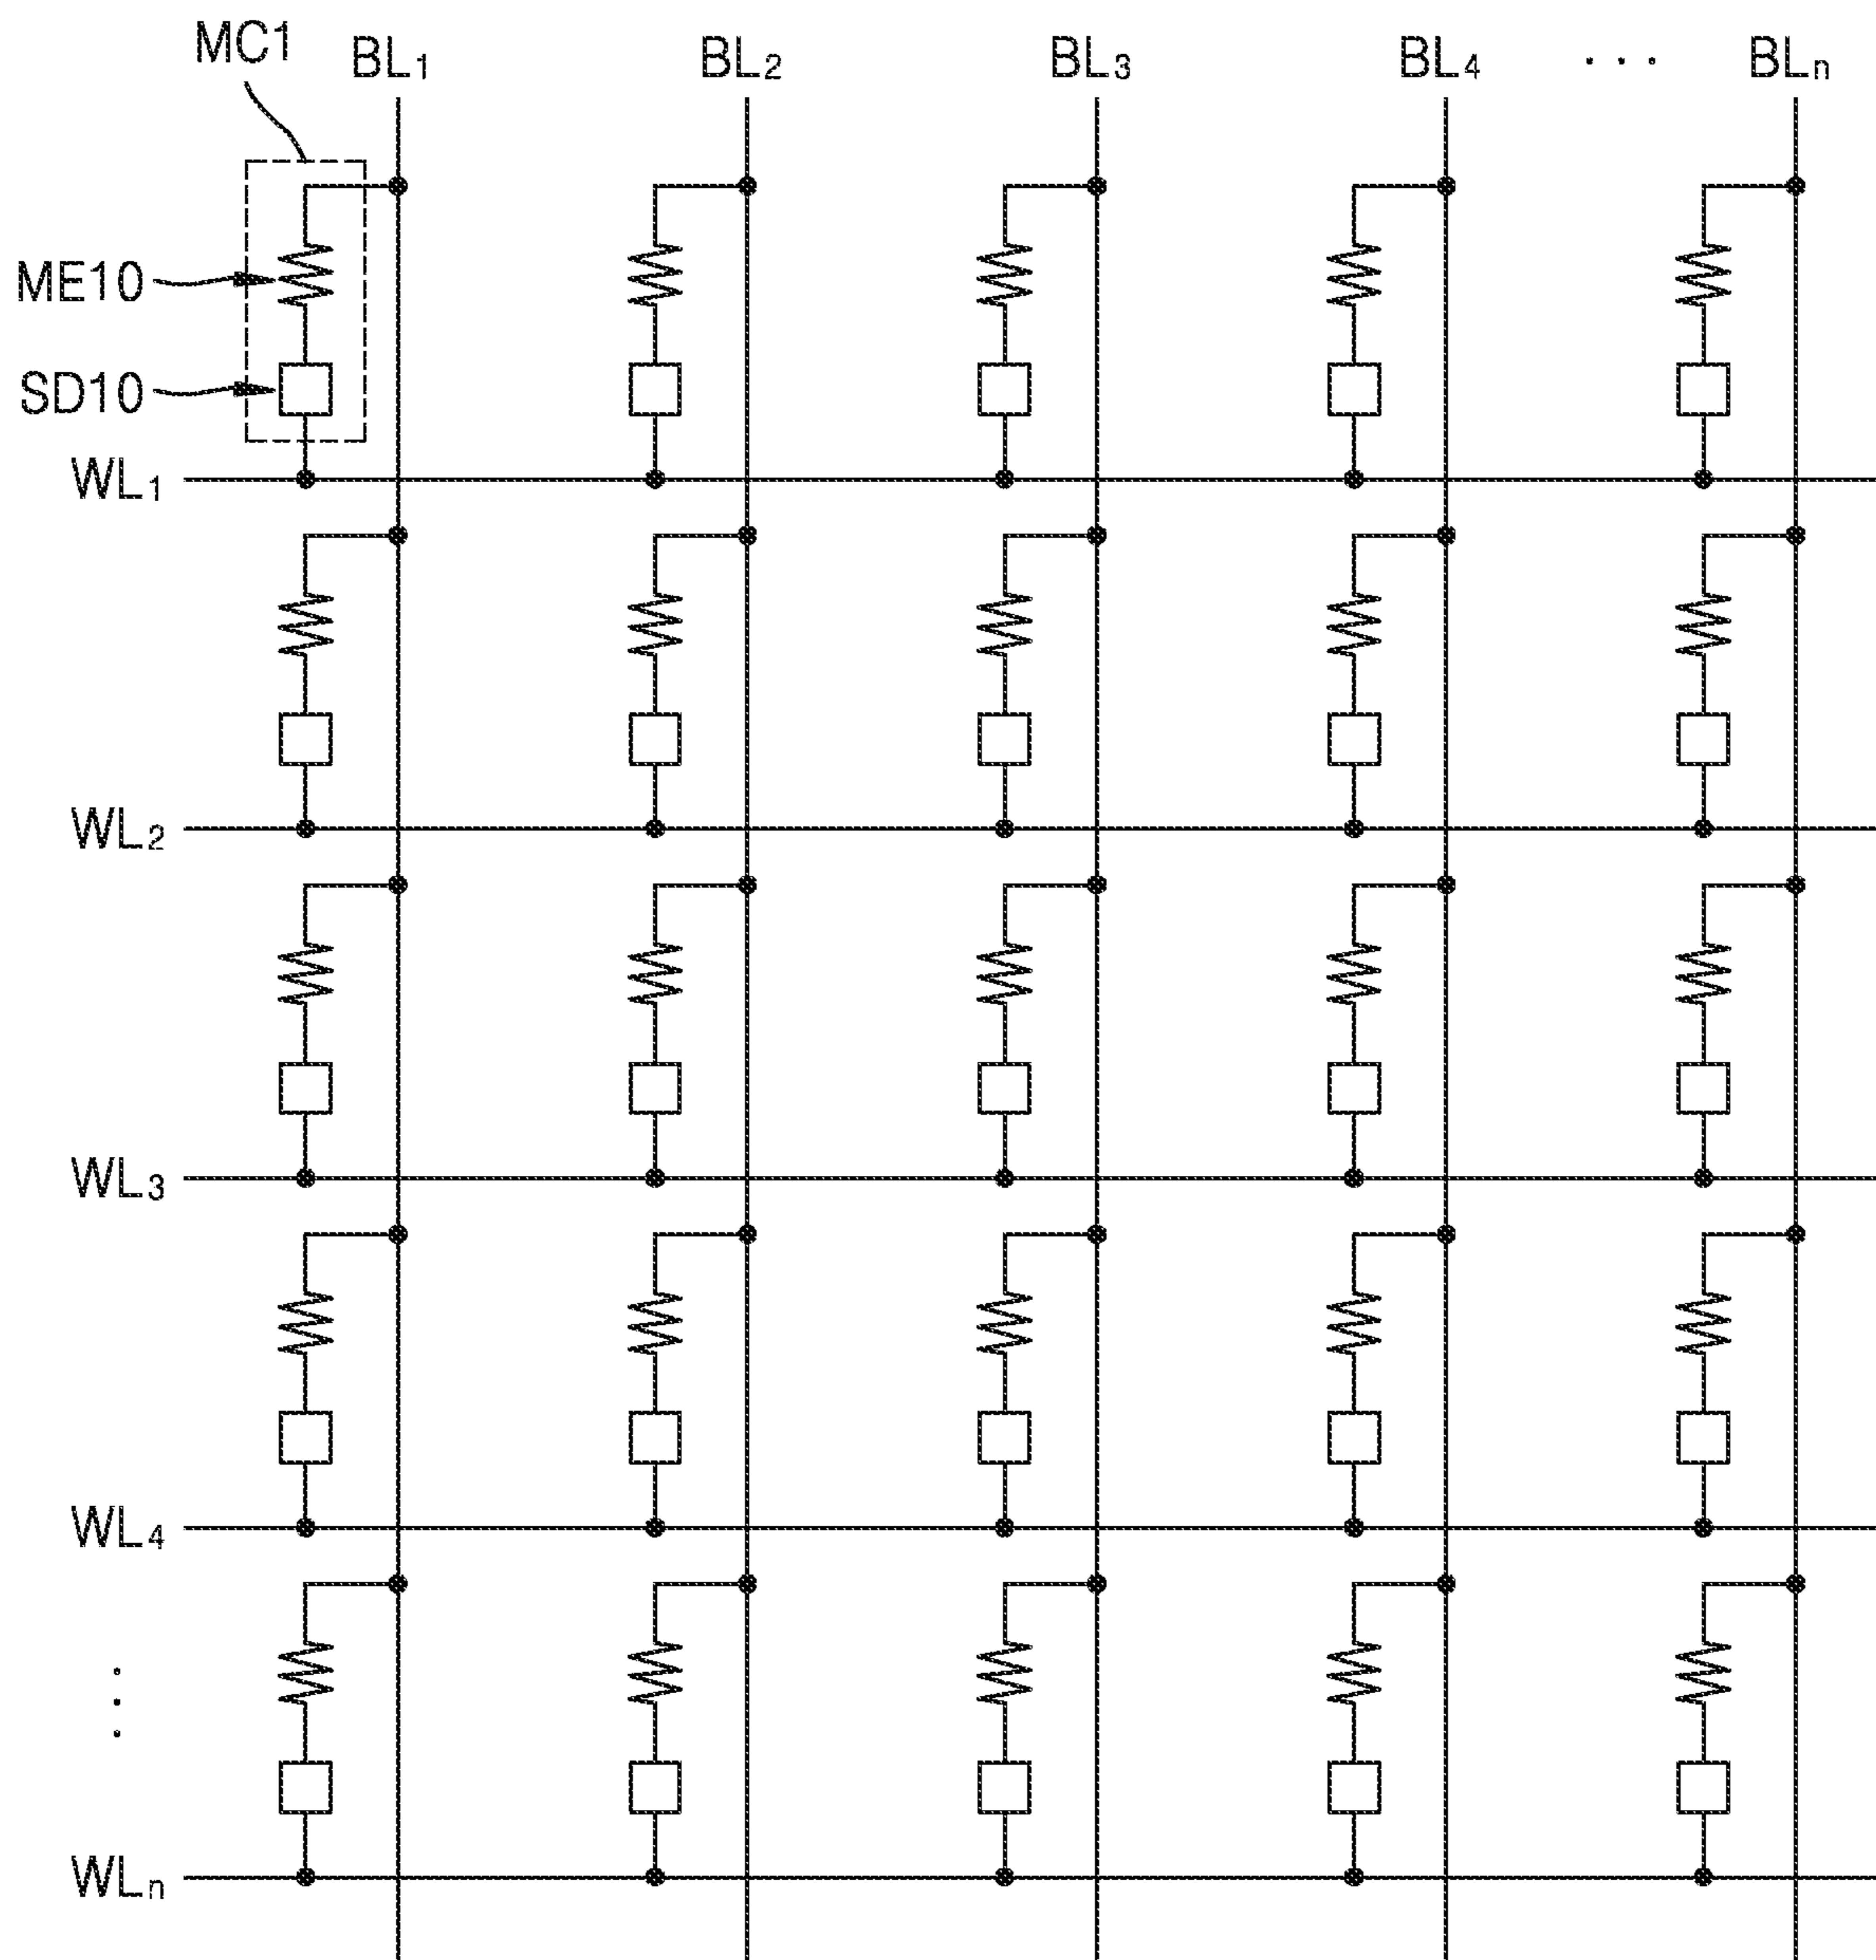 MC1 BL₁ BL₂ BL₃ BL₄ ... BLₙ
ME10
SD10
WL₁
WL₂
WL₃
WL₄
⋮
WLₙ